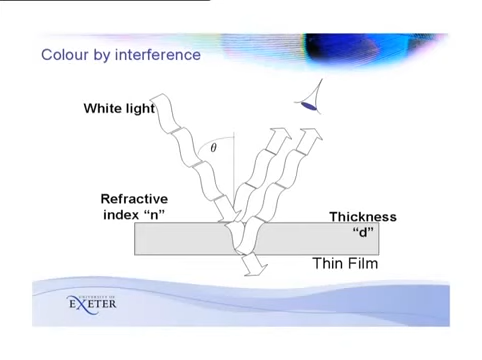 Colour by interference
White light
θ
Refractive
index “n”
Thickness
“d”
Thin Film
UNIVERSITY OF
EXETER